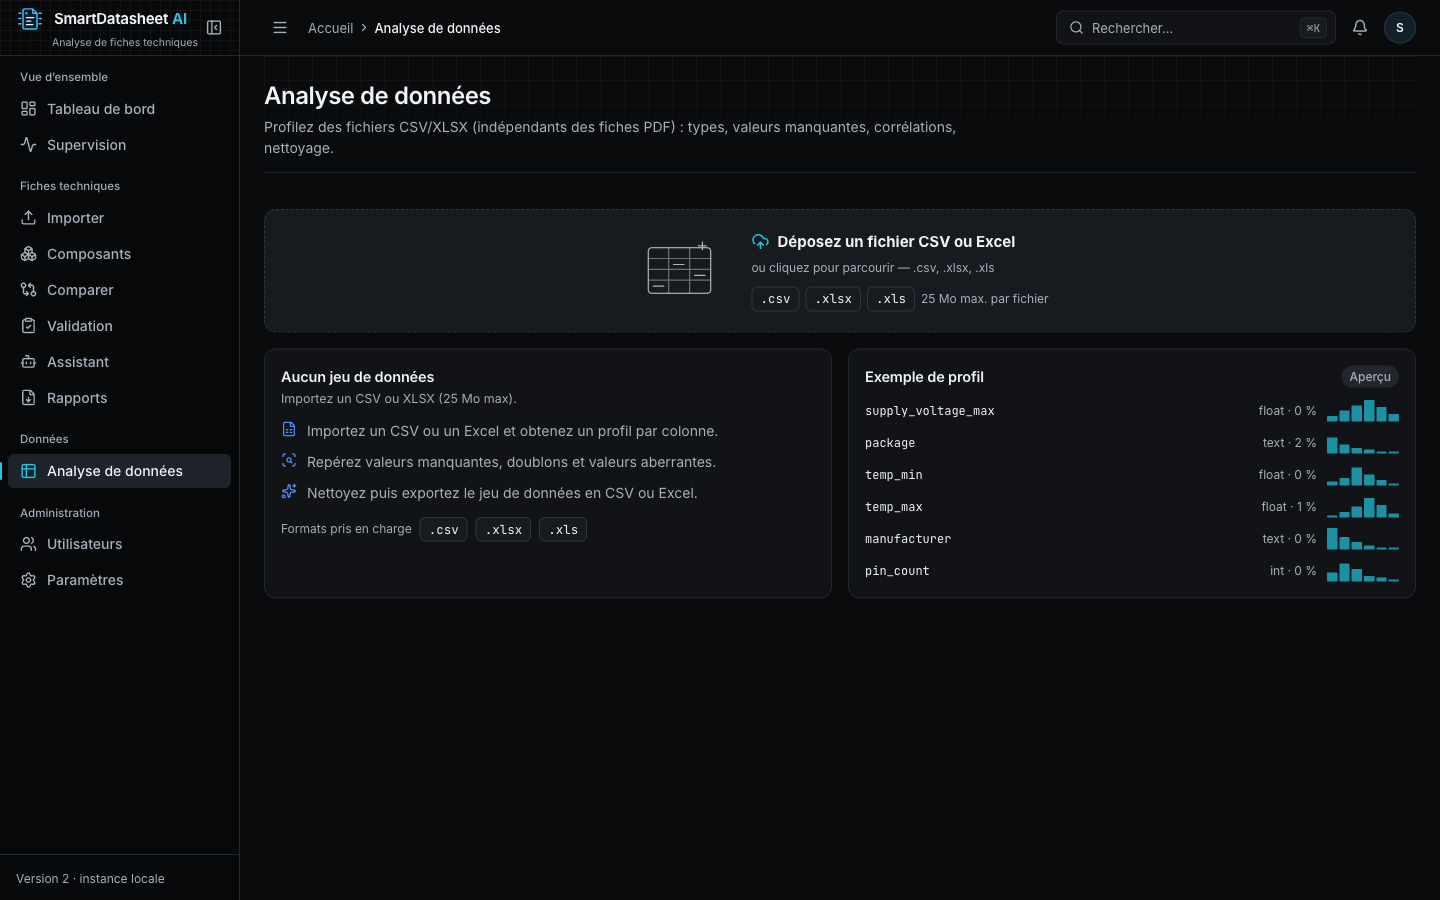 SmartDatasheet AI
Analyse de fiches techniques
Accueil › Analyse de données
Rechercher...
⌘K
S
Vue d’ensemble
Tableau de bord
Supervision
Fiches techniques
Importer
Composants
Comparer
Validation
Assistant
Rapports
Données
Analyse de données
Administration
Utilisateurs
Paramètres
Version 2 · instance locale
Analyse de données
Profilez des fichiers CSV/XLSX (indépendants des fiches PDF) : types, valeurs manquantes, corrélations,
nettoyage.
Déposez un fichier CSV ou Excel
ou cliquez pour parcourir — .csv, .xlsx, .xls
.csv .xlsx .xls 25 Mo max. par fichier
Aucun jeu de données
Importez un CSV ou XLSX (25 Mo max).
Importez un CSV ou un Excel et obtenez un profil par colonne.
Repérez valeurs manquantes, doublons et valeurs aberrantes.
Nettoyez puis exportez le jeu de données en CSV ou Excel.
Formats pris en charge .csv .xlsx .xls
Exemple de profil Aperçu
supply_voltage_max float · 0 %
package text · 2 %
temp_min float · 0 %
temp_max float · 1 %
manufacturer text · 0 %
pin_count int · 0 %